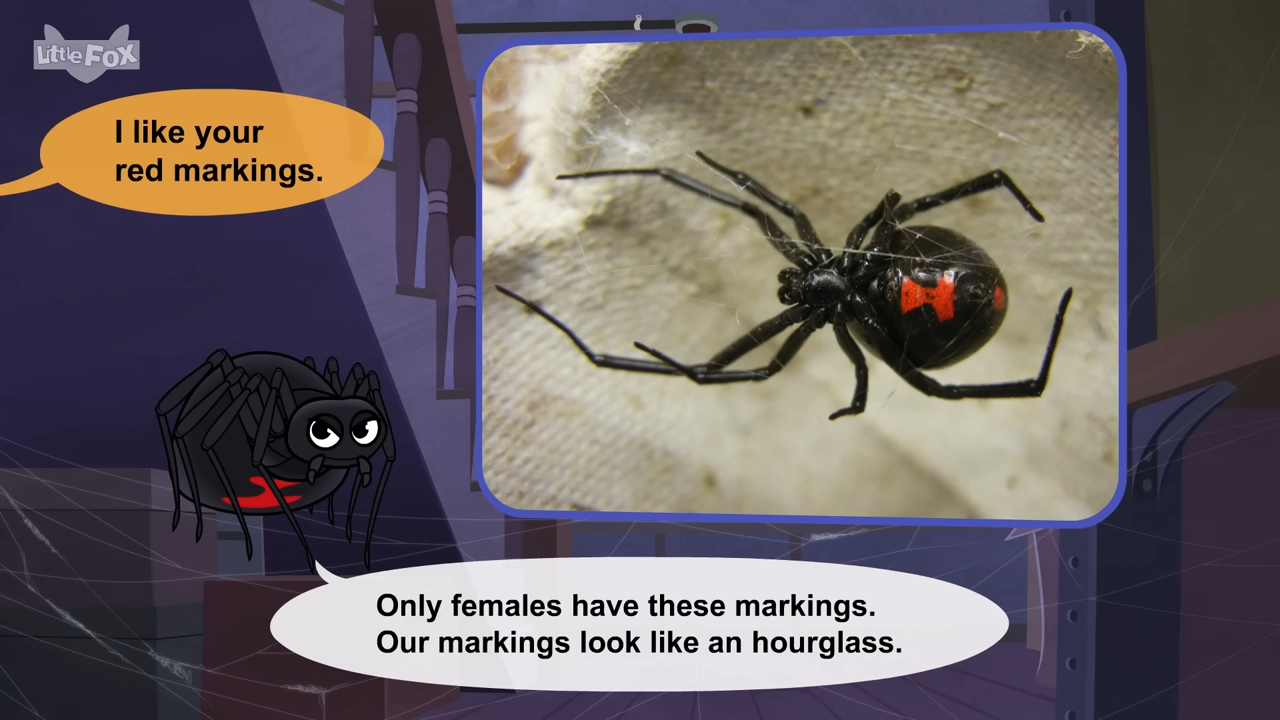 Little Fox
I like your
red markings.
Only females have these markings.
Our markings look like an hourglass.